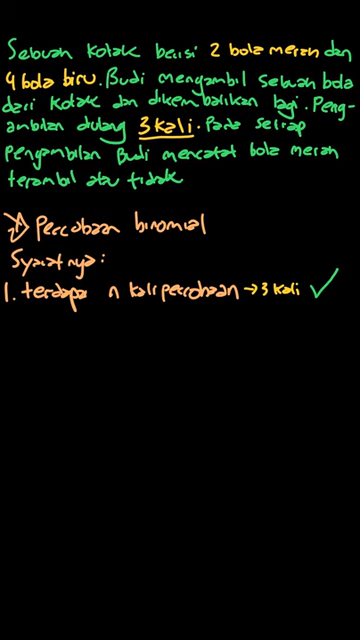 Sebuah kotak berisi 2 bola merah dan
4 bola biru. Budi mengambil sebuah bola
dari kotak dan dikembalikan lagi. Peng-
ambilan diulang 3 kali. Pada setiap
pengambilan Budi mencatat bola merah
terambil atau tidak
Percobaan binomial
Syaratnya:
1. terdapa n kali percobaan → 3 kali ✓